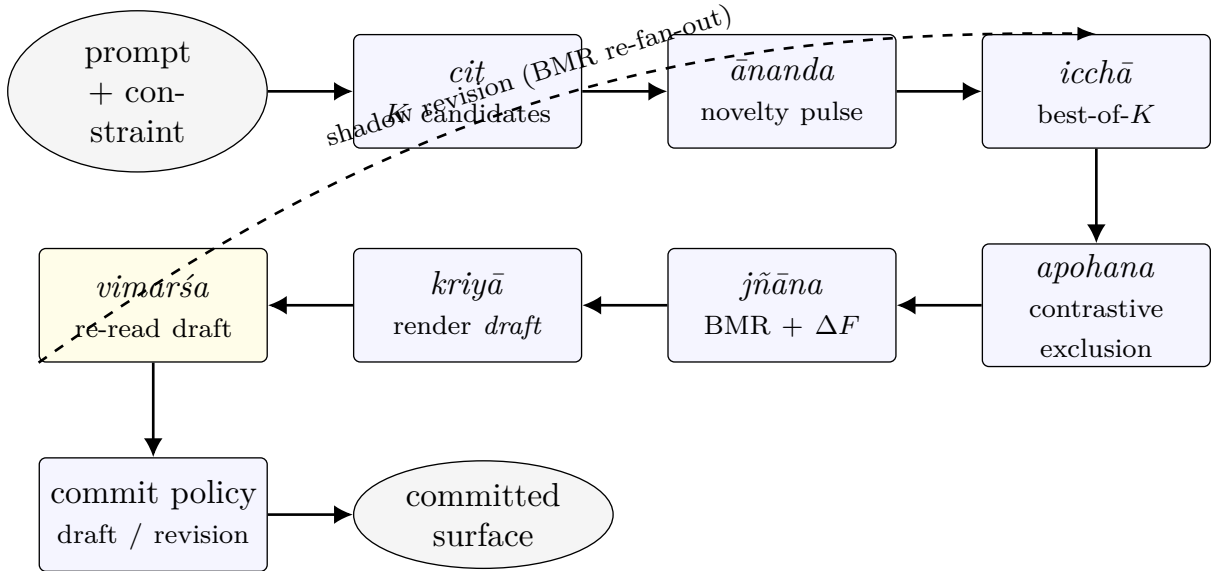 prompt
+ con-
straint
cit
K candidates
ānanda
novelty pulse
icchā
best-of-K
shadow revision (BMR re-fan-out)
vimarśa
re-read draft
kriyā
render draft
jñāna
BMR + ΔF
apohana
contrastive
exclusion
commit policy
draft / revision
committed
surface